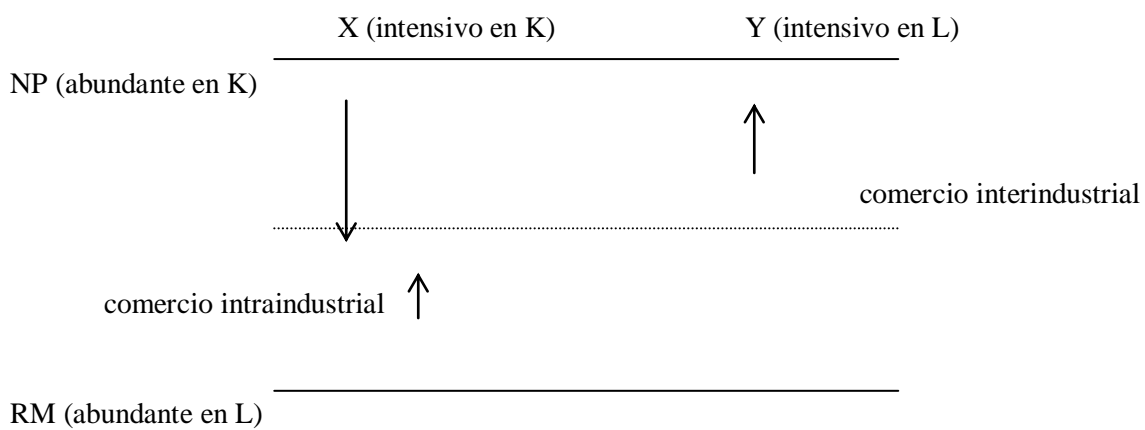 X (intensivo en K) Y (intensivo en L)
NP (abundante en K)
comercio interindustrial
comercio intraindustrial
RM (abundante en L)